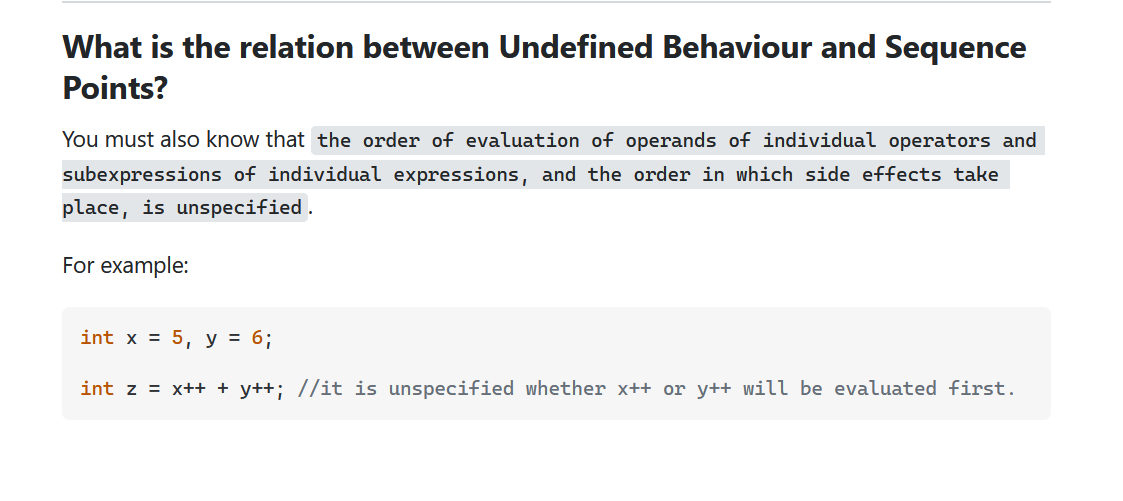 What is the relation between Undefined Behaviour and Sequence
Points?
You must also know that the order of evaluation of operands of individual operators and
subexpressions of individual expressions, and the order in which side effects take
place, is unspecified.
For example:
int x = 5, y = 6;
int z = x++ + y++; //it is unspecified whether x++ or y++ will be evaluated first.